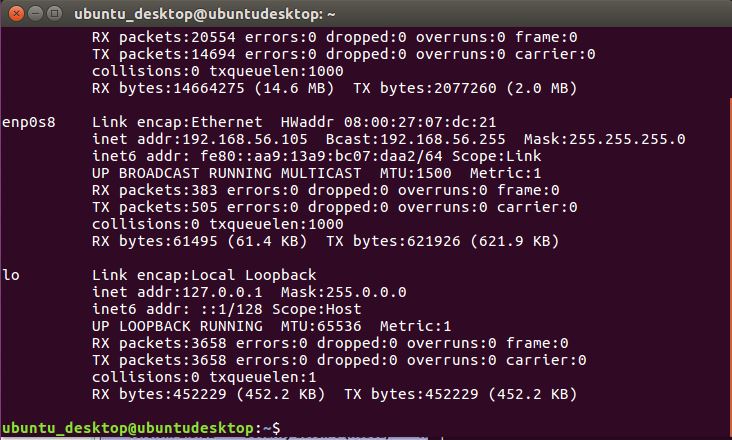 ubuntu_desktop@ubuntudesktop: ~
RX packets:20554 errors:0 dropped:0 overruns:0 frame:0
TX packets:14694 errors:0 dropped:0 overruns:0 carrier:0
collisions:0 txqueuelen:1000
RX bytes:14664275 (14.6 MB)  TX bytes:2077260 (2.0 MB)
enp0s8    Link encap:Ethernet  HWaddr 08:00:27:07:dc:21
inet addr:192.168.56.105  Bcast:192.168.56.255  Mask:255.255.255.0
inet6 addr: fe80::aa9:13a9:bc07:daa2/64 Scope:Link
UP BROADCAST RUNNING MULTICAST  MTU:1500  Metric:1
RX packets:383 errors:0 dropped:0 overruns:0 frame:0
TX packets:505 errors:0 dropped:0 overruns:0 carrier:0
collisions:0 txqueuelen:1000
RX bytes:61495 (61.4 KB)  TX bytes:621926 (621.9 KB)
lo        Link encap:Local Loopback
inet addr:127.0.0.1  Mask:255.0.0.0
inet6 addr: ::1/128 Scope:Host
UP LOOPBACK RUNNING  MTU:65536  Metric:1
RX packets:3658 errors:0 dropped:0 overruns:0 frame:0
TX packets:3658 errors:0 dropped:0 overruns:0 carrier:0
collisions:0 txqueuelen:1
RX bytes:452229 (452.2 KB)  TX bytes:452229 (452.2 KB)
ubuntu_desktop@ubuntudesktop:~$